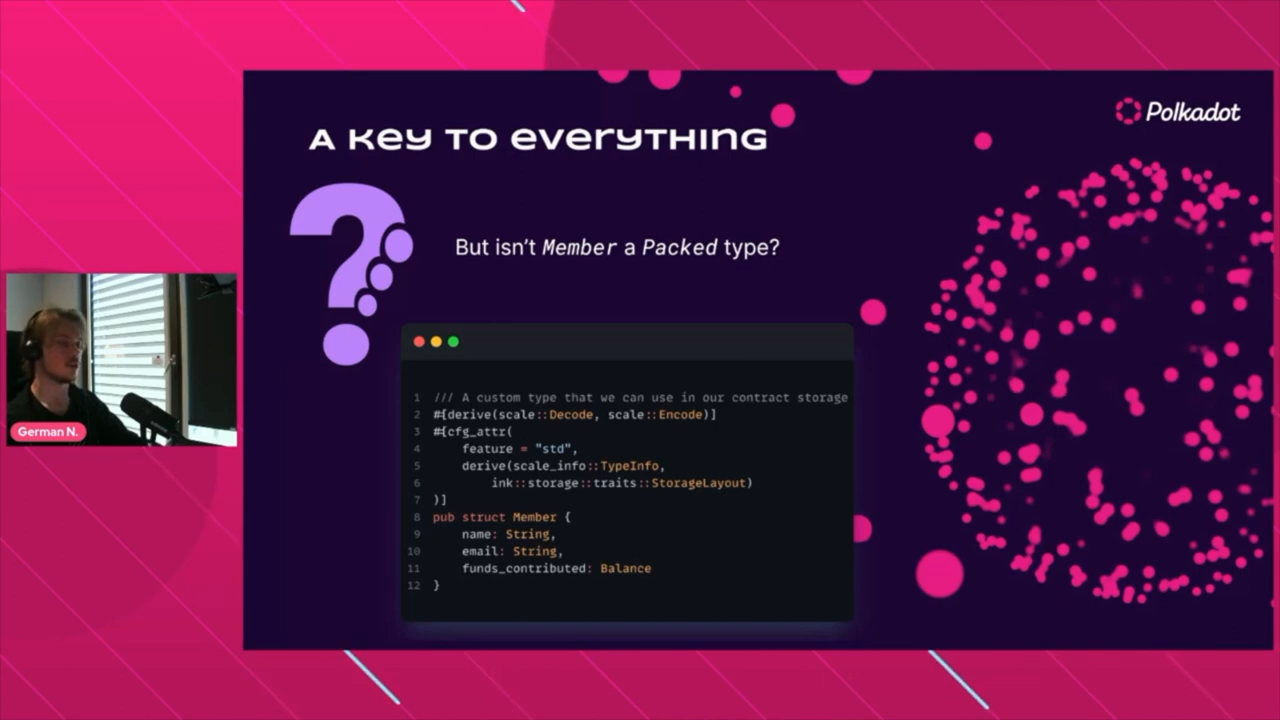 A KEY TO EVERYTHING
Polkadot
?
But isn't Member a Packed type?
1 /// A custom type that we can use in our contract storage
2 #[derive(scale::Decode, scale::Encode)]
3 #[cfg_attr(
4 feature = "std",
5 derive(scale_info::TypeInfo,
6 ink::storage::traits::StorageLayout)
7 )]
8 pub struct Member {
9 name: String,
10 email: String,
11 funds_contributed: Balance
12 }
German N.